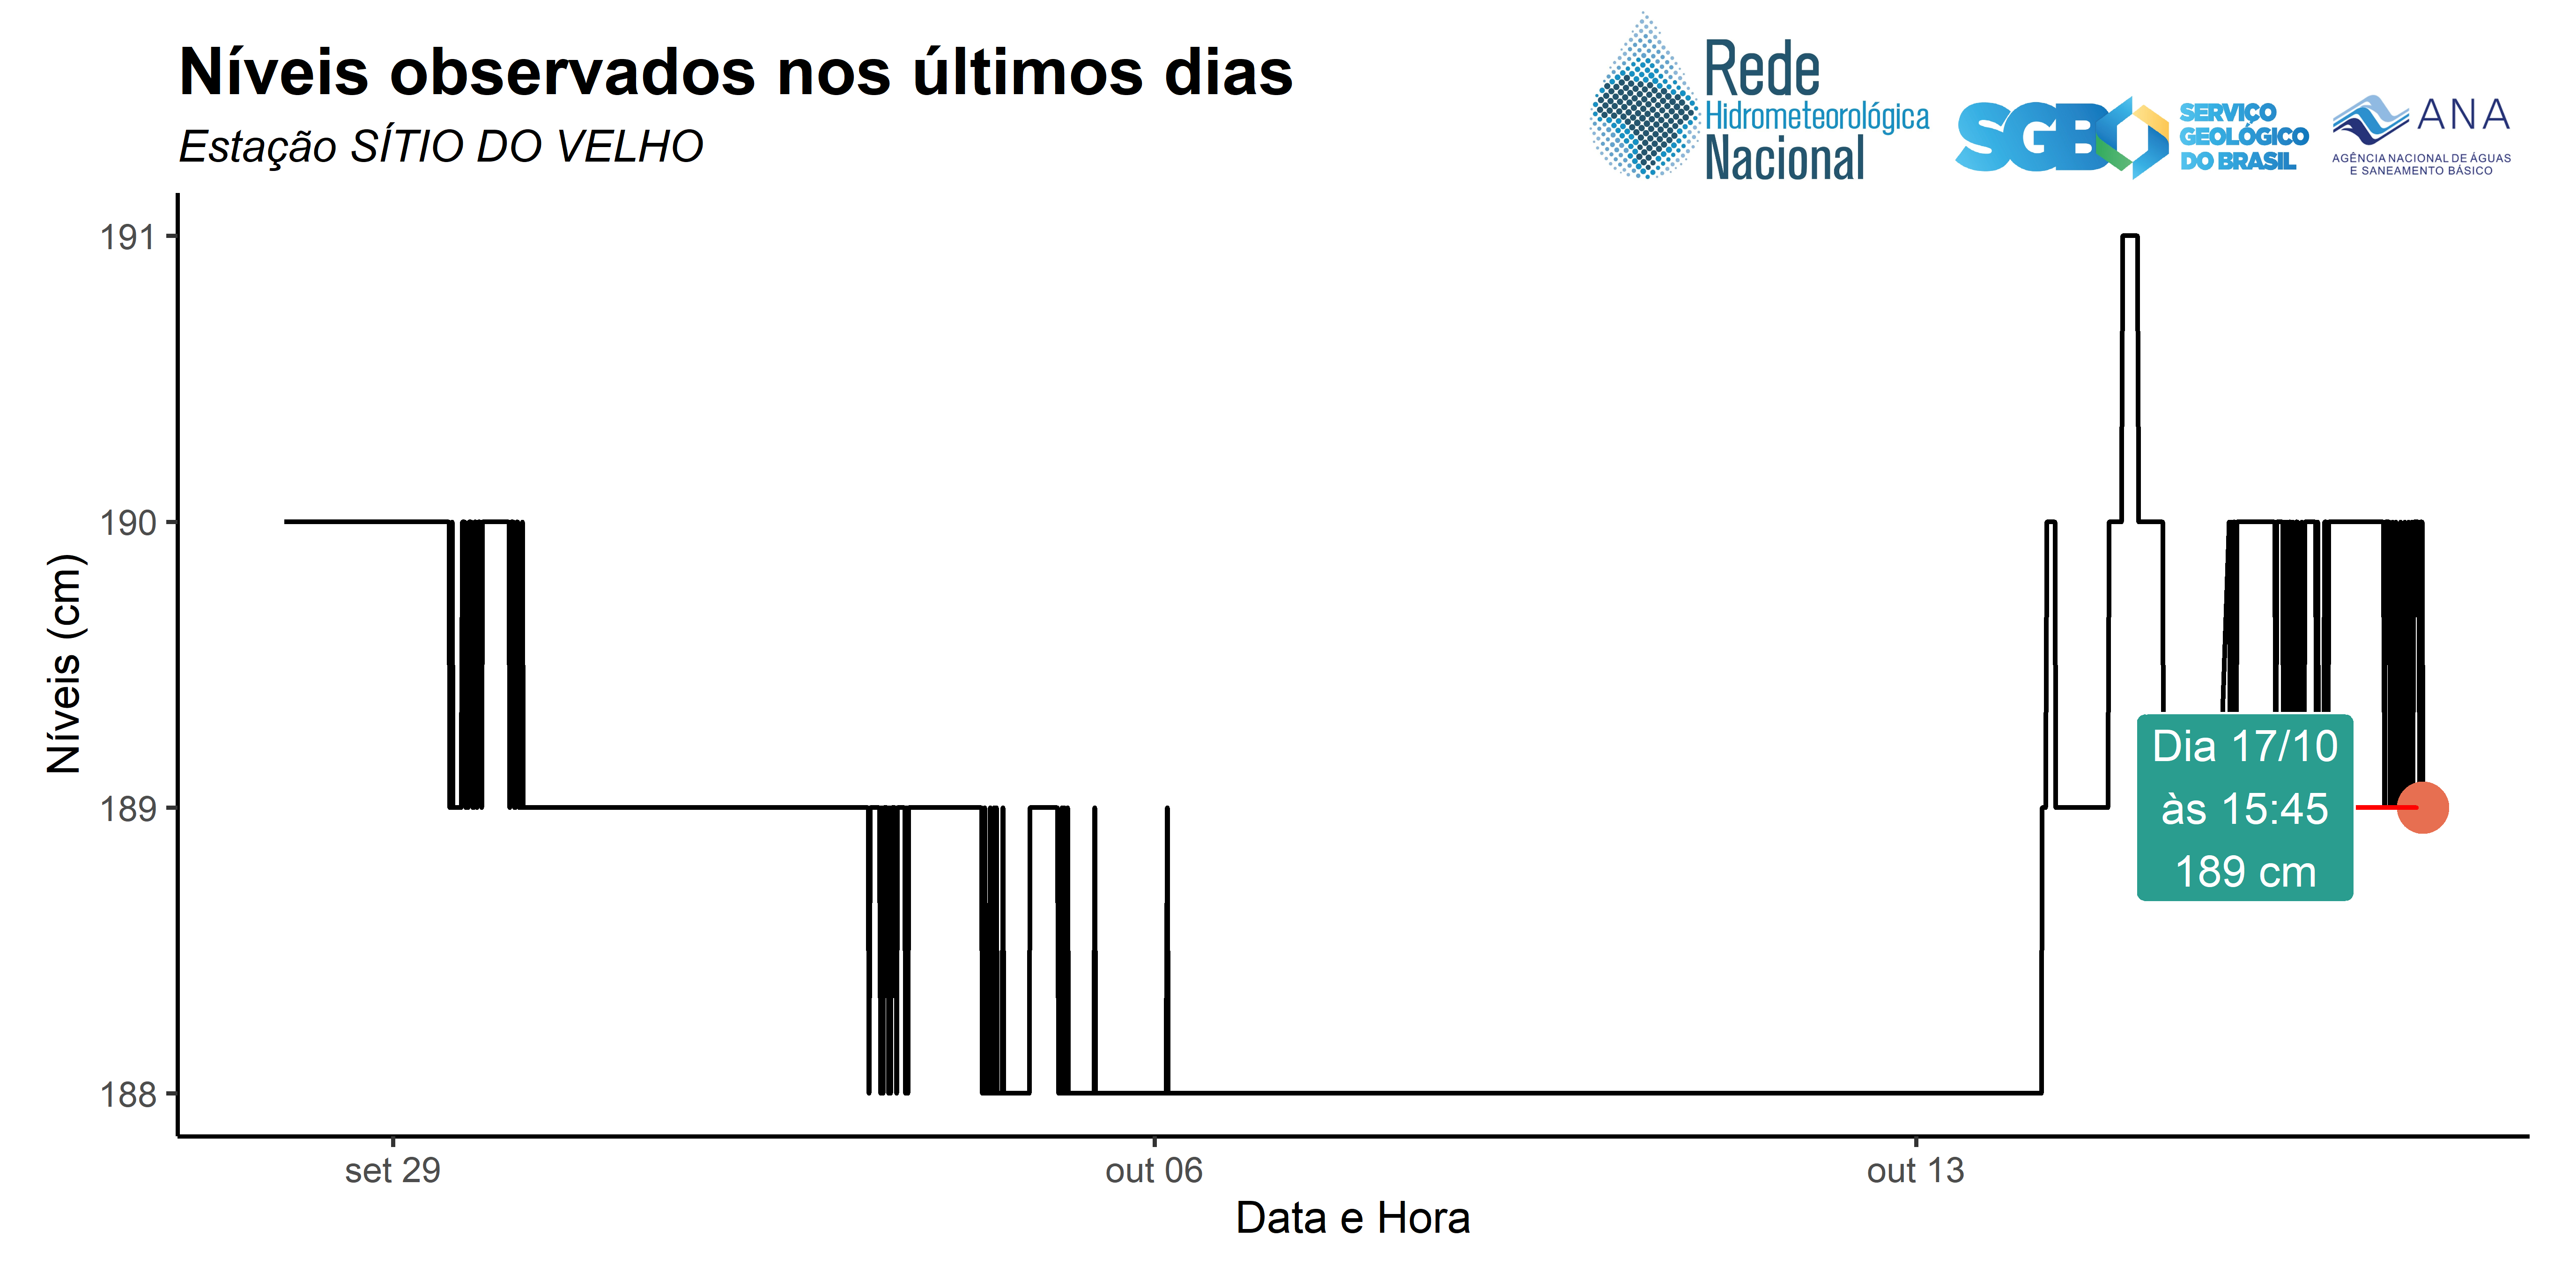 Níveis observados nos últimos dias
Estação SÍTIO DO VELHO
Rede
Hidrometeorológica
Nacional
SGB
SERVIÇO
GEOLÓGICO
DO BRASIL
ANA
AGÊNCIA NACIONAL DE ÁGUAS
E SANEAMENTO BÁSICO
Níveis (cm)
191
190
189
188
Dia 17/10
às 15:45
189 cm
set 29
out 06
out 13
Data e Hora